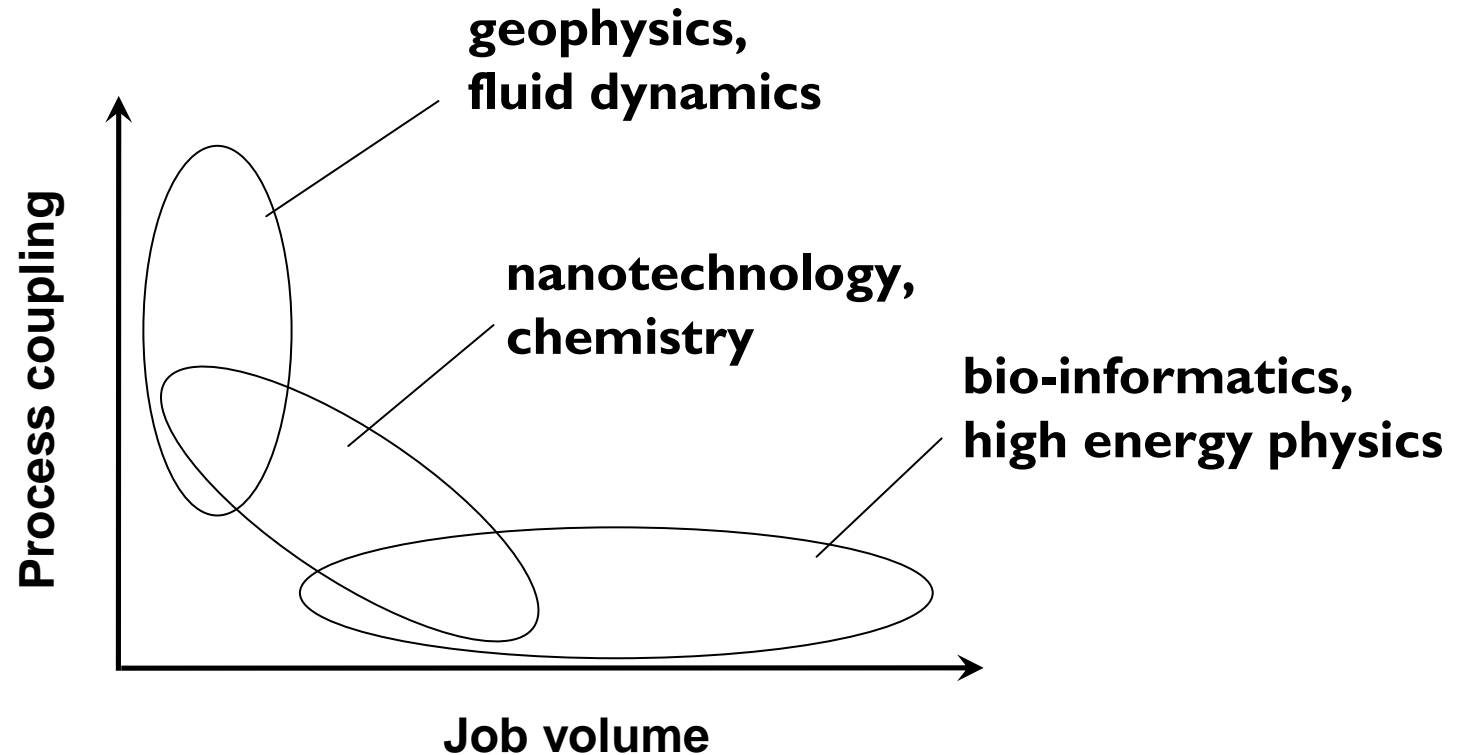 geophysics,
fluid dynamics
nanotechnology,
chemistry
bio-informatics,
high energy physics
Process coupling
Job volume